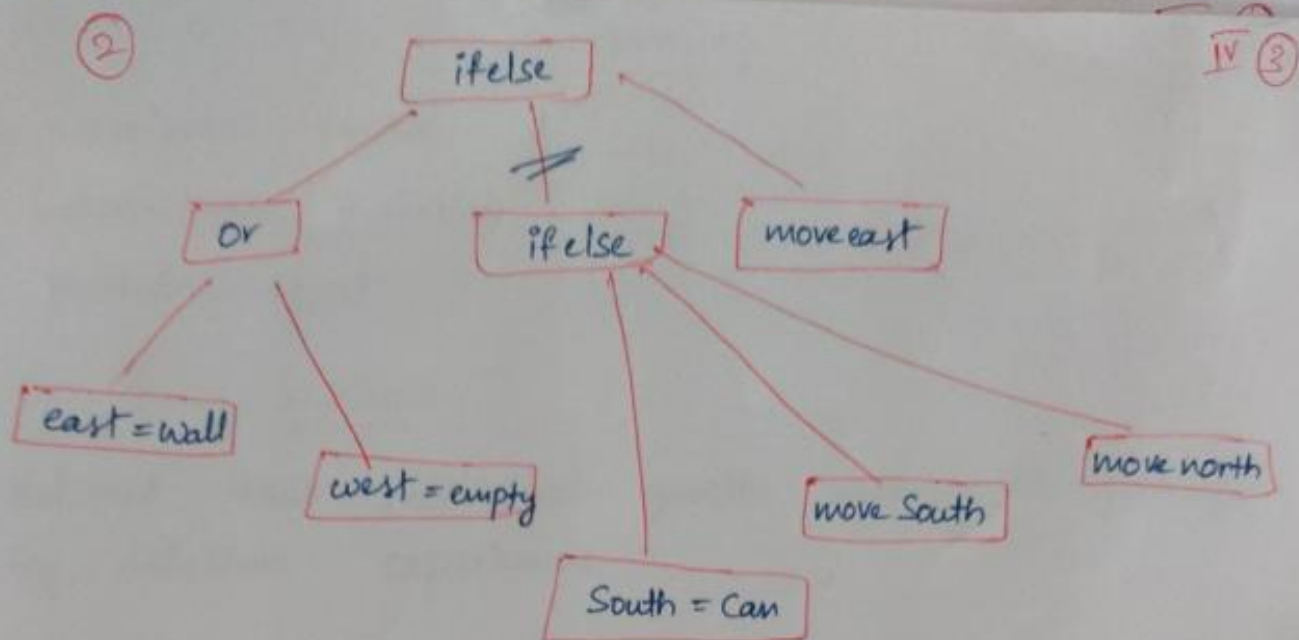 2
IV 3
ifelse
or
ifelse
move east
east = wall
west = empty
move South
move north
South = Can